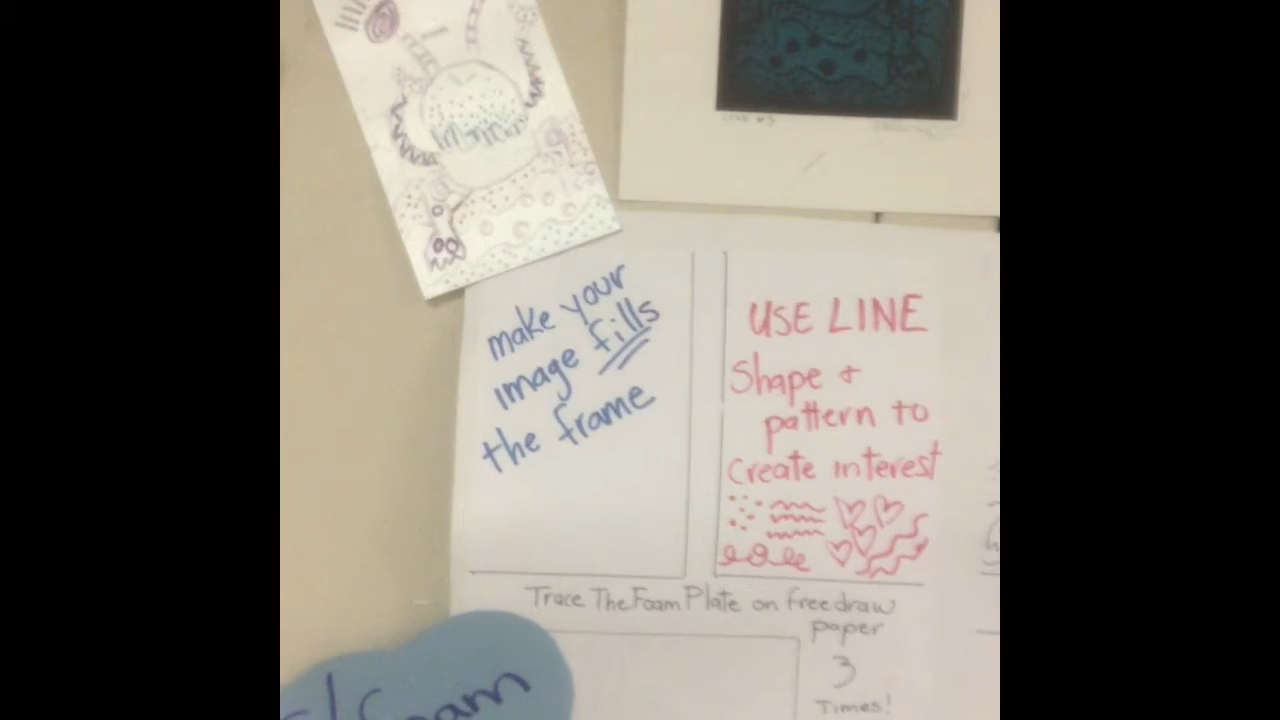 make your
image fills
the frame
USE LINE
Shape +
pattern to
Create interest
Trace The Foam Plate on freedraw
paper
3
Times!